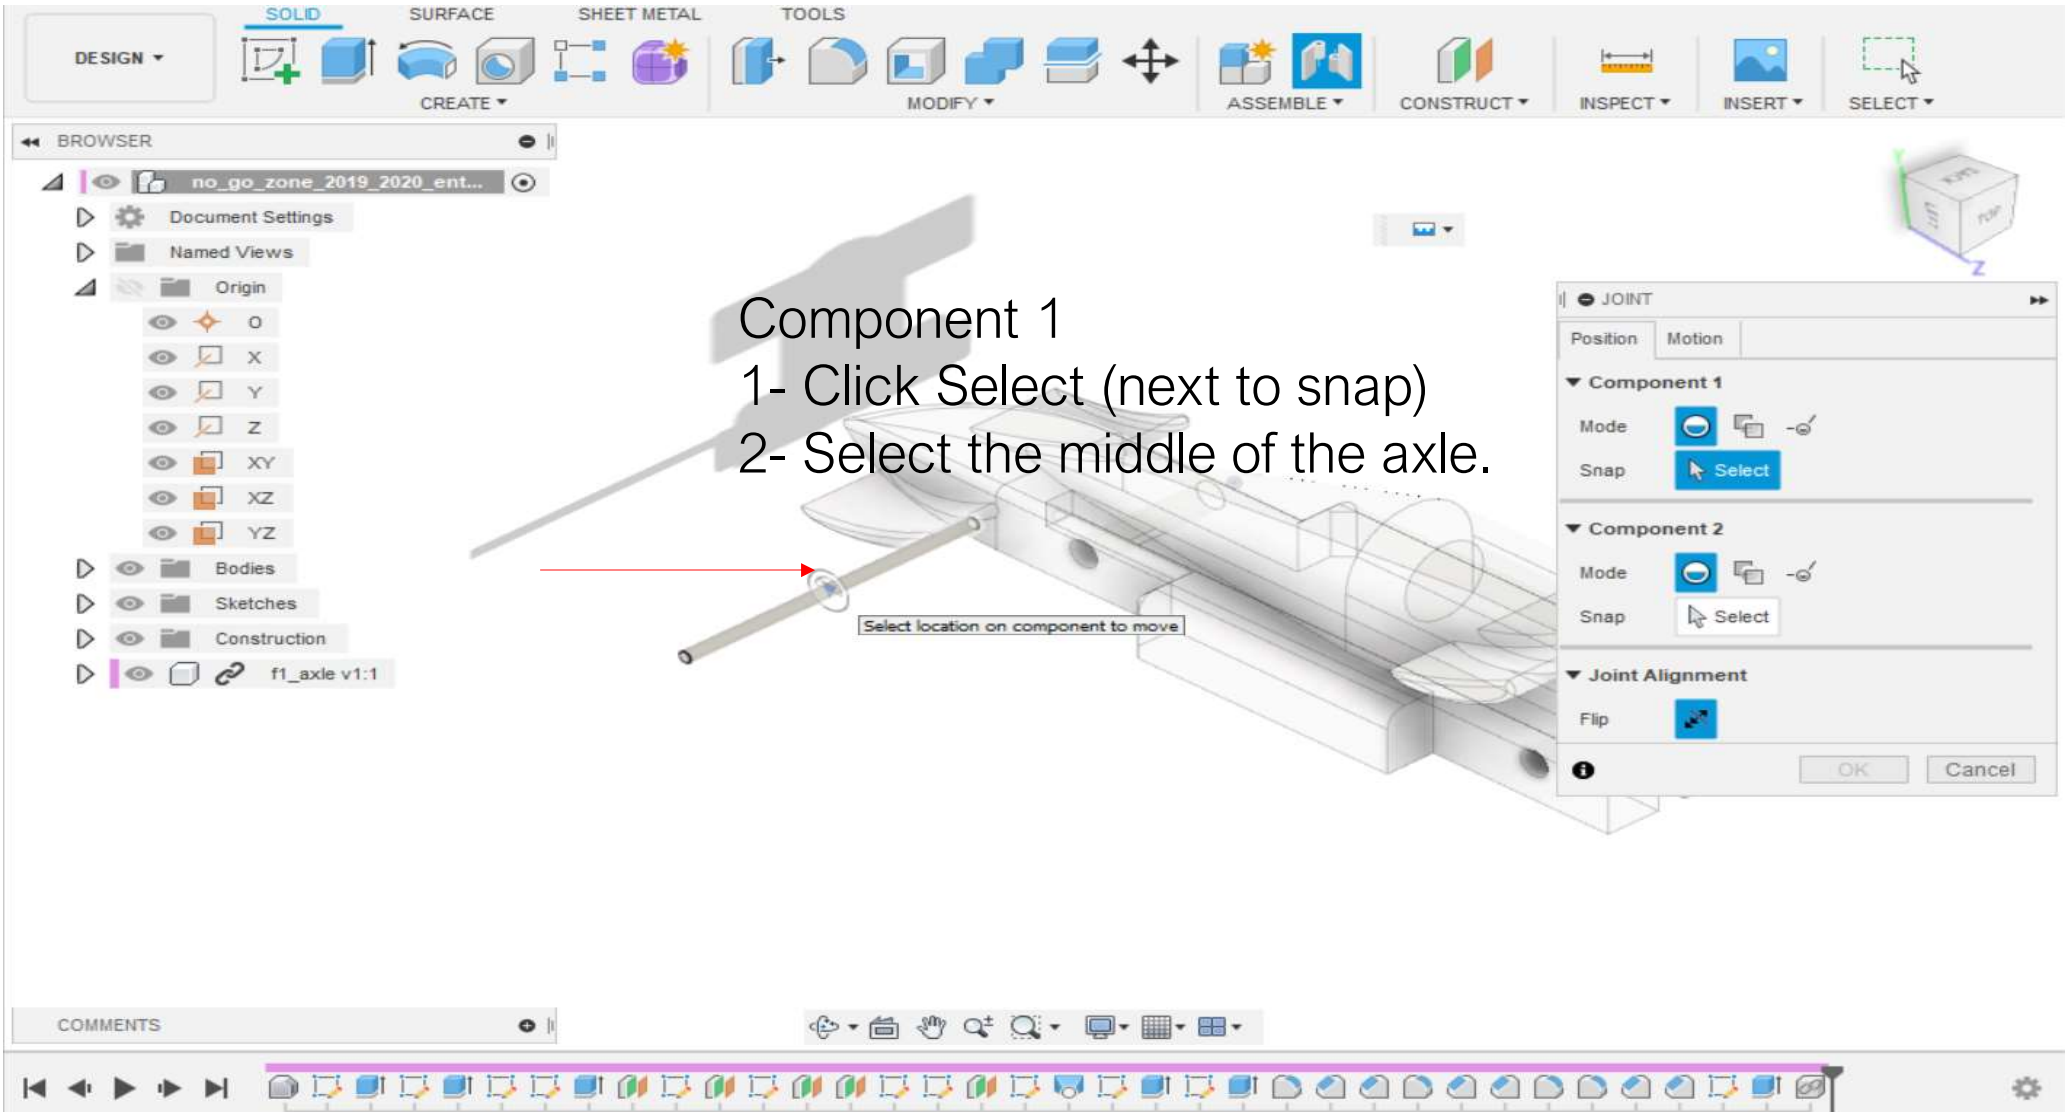 SOLID SURFACE SHEET METAL TOOLS
DESIGN
CREATE MODIFY ASSEMBLE CONSTRUCT INSPECT INSERT SELECT
BROWSER
no_go_zone_2019_2020_ent...
Document Settings
Named Views
Origin
O
X
Y
Z
XY
XZ
YZ
Bodies
Sketches
Construction
f1_axle v1:1
Component 1
1- Click Select (next to snap)
2- Select the middle of the axle.
Select location on component to move
Y
BACK
TOP
Z
JOINT
Position Motion
Component 1
Mode
Snap Select
Component 2
Mode
Snap Select
Joint Alignment
Flip
OK Cancel
COMMENTS